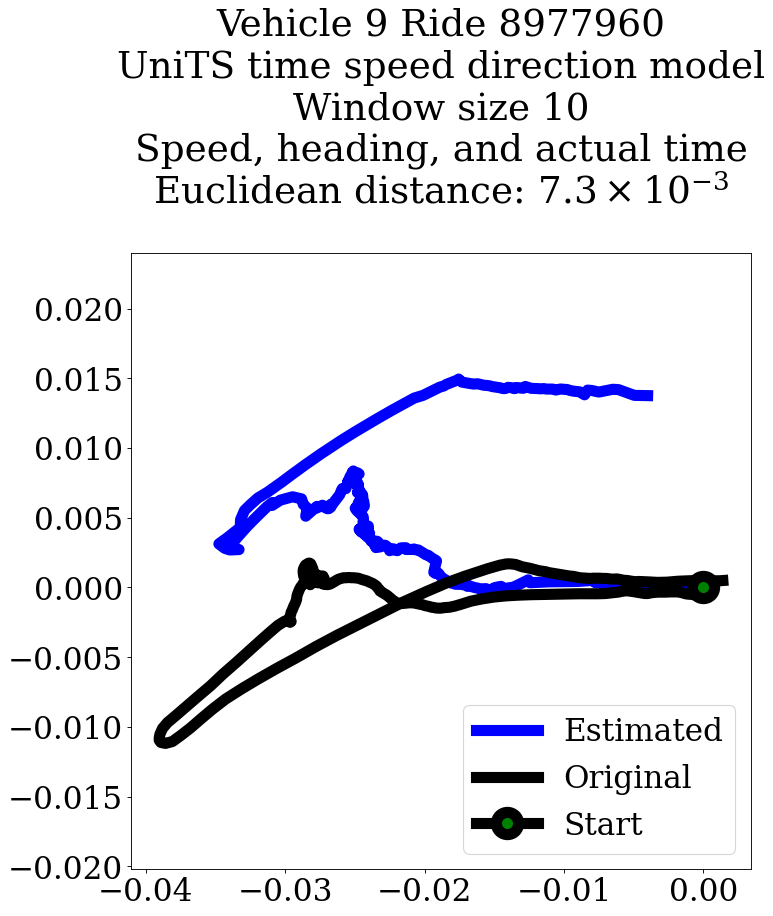 Vehicle 9 Ride 8977960
UniTS time speed direction model
Window size 10
Speed, heading, and actual time
Euclidean distance: 7.3 × 10⁻³
0.020
0.015
0.010
0.005
0.000
−0.005
−0.010
−0.015
−0.020
Estimated
Original
Start
−0.04 −0.03 −0.02 −0.01 0.00